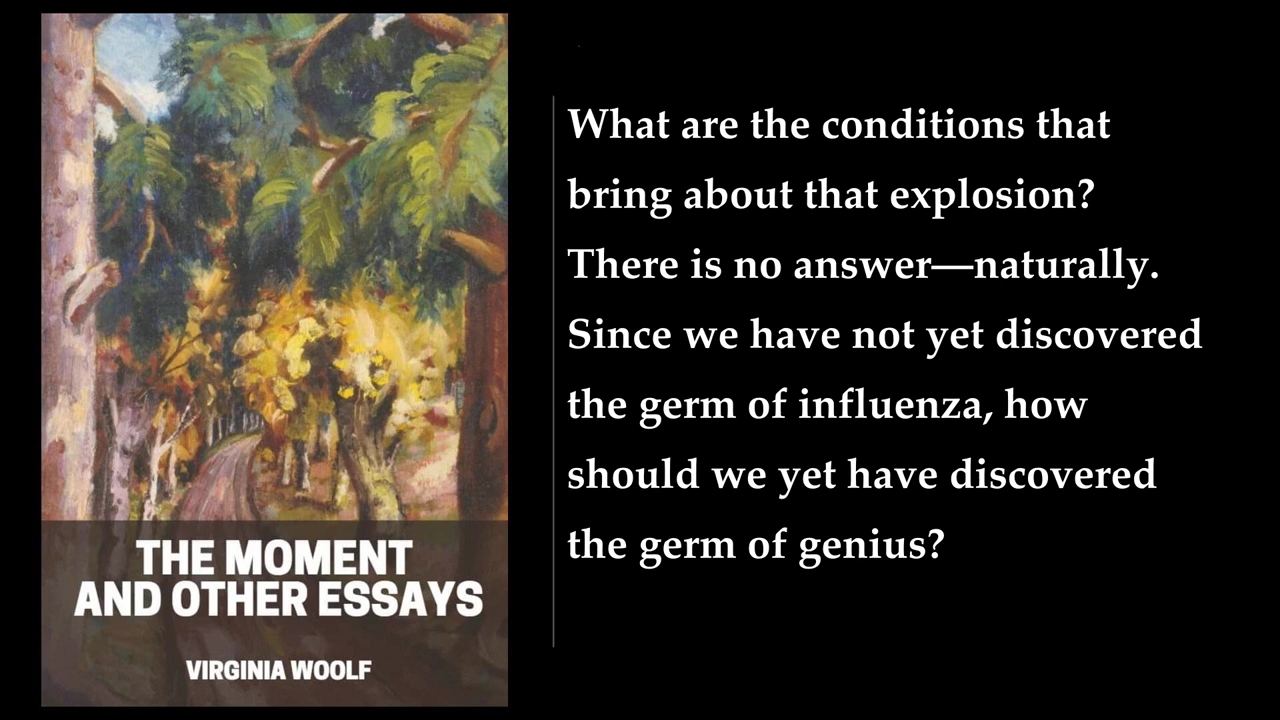 THE MOMENT
AND OTHER ESSAYS
VIRGINIA WOOLF
What are the conditions that
bring about that explosion?
There is no answer—naturally.
Since we have not yet discovered
the germ of influenza, how
should we yet have discovered
the germ of genius?